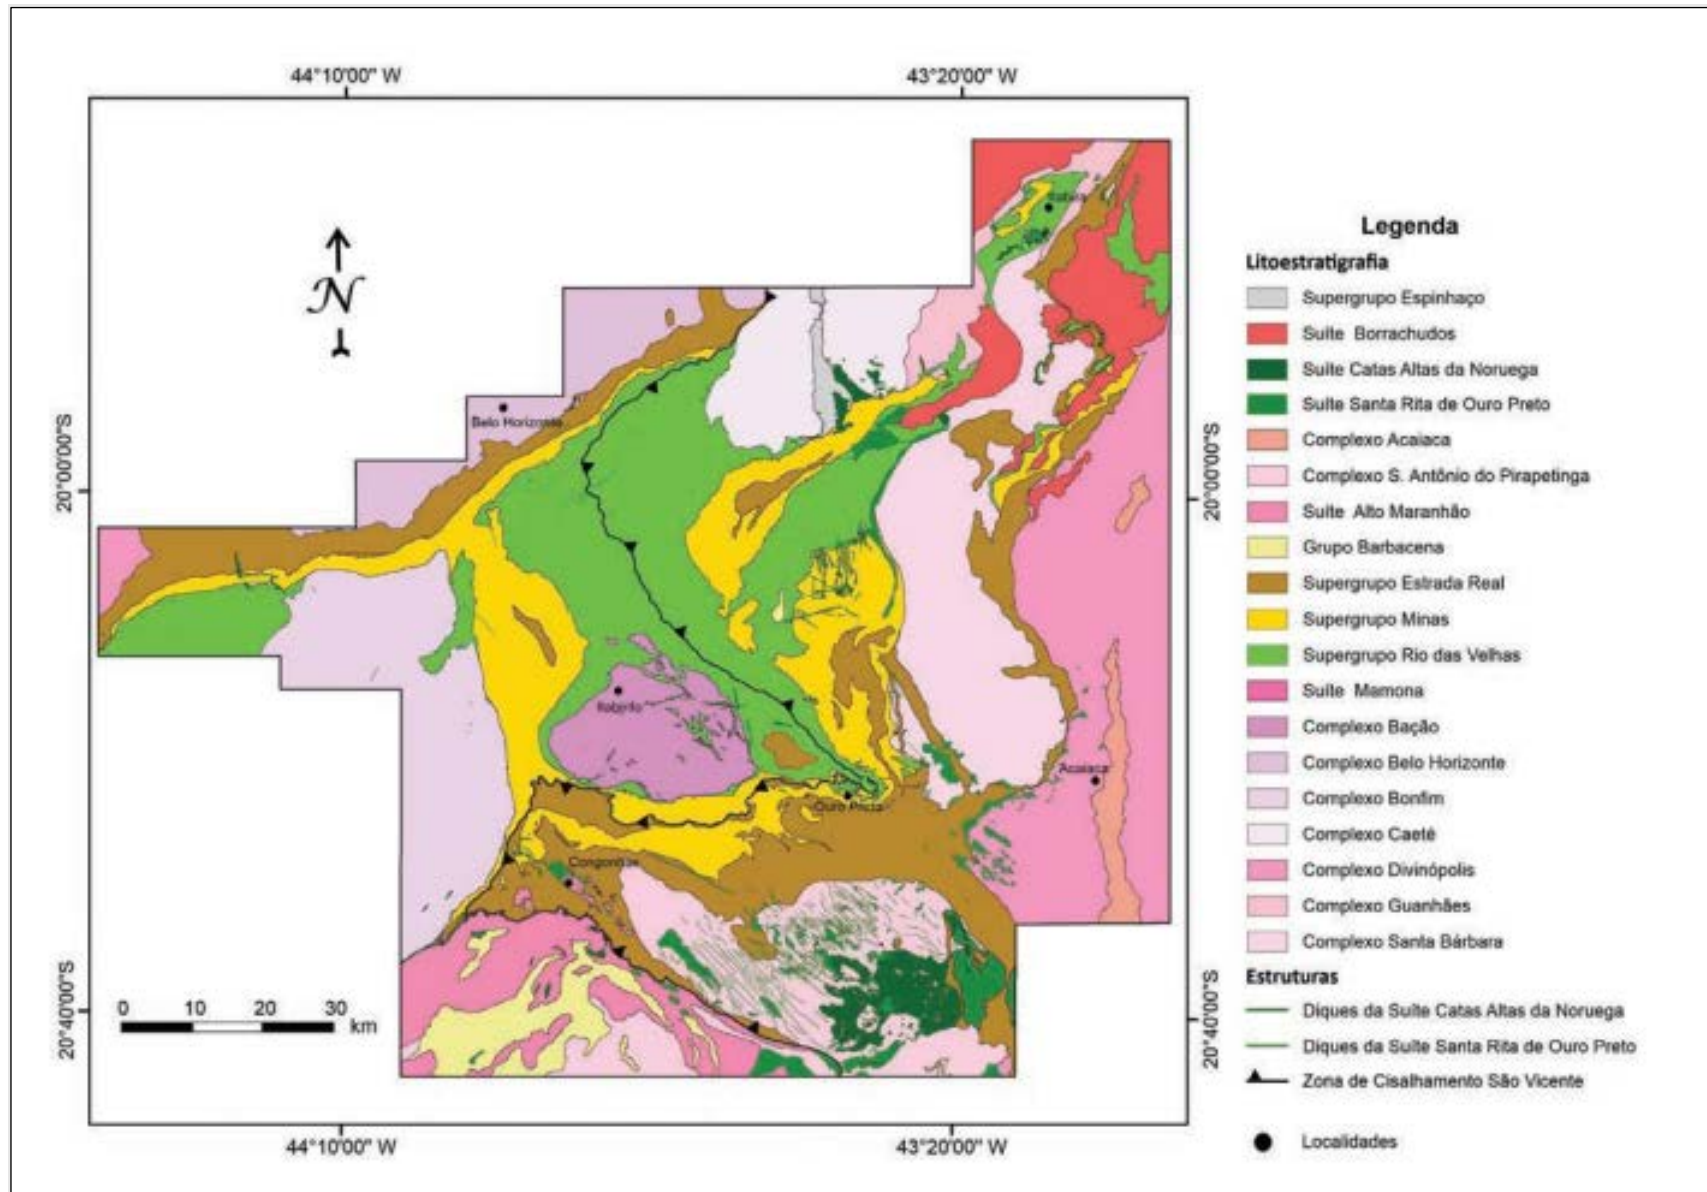 44°10'00" W
43°20'00" W
N
20°00'00"S
20°00'00"S
20°40'00"S
20°40'00"S
44°10'00" W
43°20'00" W
0 10 20 30
km
Itabira
Belo Horizonte
Itabirito
Acaiaca
Ouro Preto
Congonhas
Legenda
Litoestratigrafia
Supergrupo Espinhaço
Suíte Borrachudos
Suíte Catas Altas da Noruega
Suíte Santa Rita de Ouro Preto
Complexo Acaiaca
Complexo S. Antônio do Pirapetinga
Suíte Alto Maranhão
Grupo Barbacena
Supergrupo Estrada Real
Supergrupo Minas
Supergrupo Rio das Velhas
Suíte Mamona
Complexo Bação
Complexo Belo Horizonte
Complexo Bonfim
Complexo Caeté
Complexo Divinópolis
Complexo Guanhães
Complexo Santa Bárbara
Estruturas
Diques da Suíte Catas Altas da Noruega
Diques da Suíte Santa Rita de Ouro Preto
Zona de Cisalhamento São Vicente
Localidades